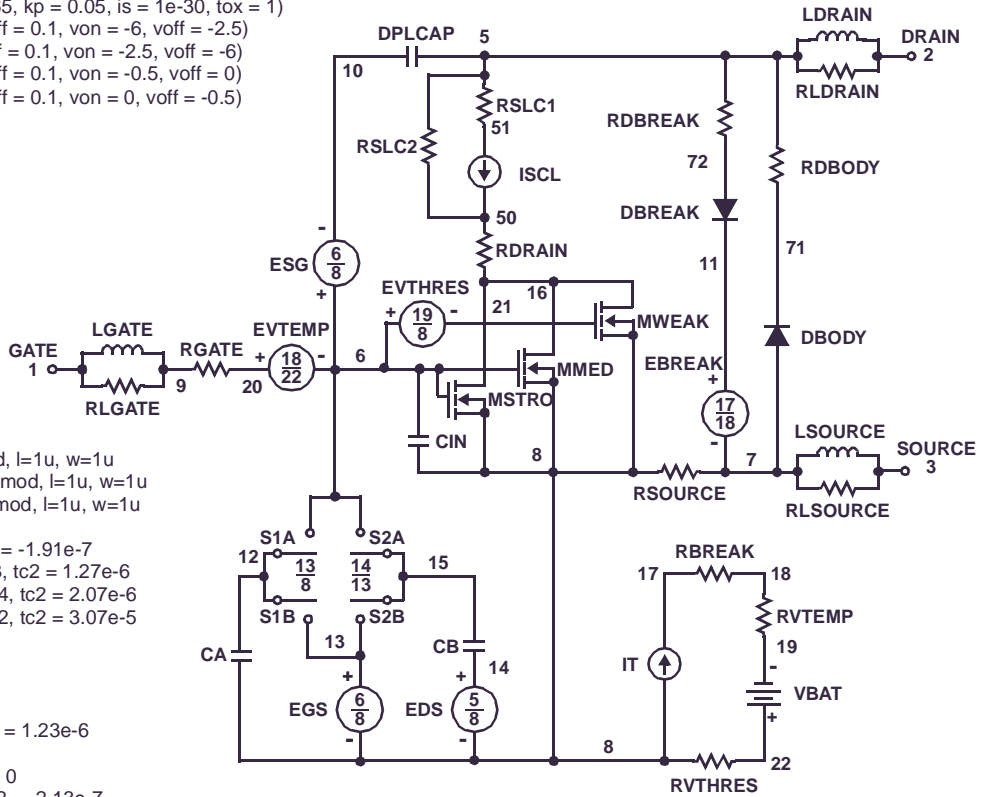 65, kp = 0.05, is = 1e-30, tox = 1)
ff = 0.1, von = -6, voff = -2.5)
f = 0.1, von = -2.5, voff = -6)
ff = 0.1, von = -0.5, voff = 0)
ff = 0.1, von = 0, voff = -0.5)
LDRAIN
DPLCAP 5 DRAIN
2
10
RLDRAIN
RSLC1
51
RDBREAK
RSLC2
72
RDBODY
ISCL
DBREAK
50
-
RDRAIN
71
ESG 6 8
11
+
EVTHRES
+ 19 8 -
21
16
MWEAK
LGATE
EVTEMP
GATE
1
RGATE
+ 18 22 -
6
MMED
EBREAK
DBODY
9
20
RLGATE
MSTRO
+
17 18
-
CIN
LSOURCE
8
7
SOURCE
3
RSOURCE
RLSOURCE
d, l=1u, w=1u
mod, l=1u, w=1u
mod, l=1u, w=1u
= -1.91e-7
, tc2 = 1.27e-6
4, tc2 = 2.07e-6
2, tc2 = 3.07e-5
= 1.23e-6
0
S1A
S2A
12
13 8
14 13
15
S1B
S2B
13
CA
CB
14
+
+
EGS 6 8
EDS 5 8
-
-
8
RBREAK
17
18
RVTEMP
19
IT
-
VBAT
+
22
RVTHRES